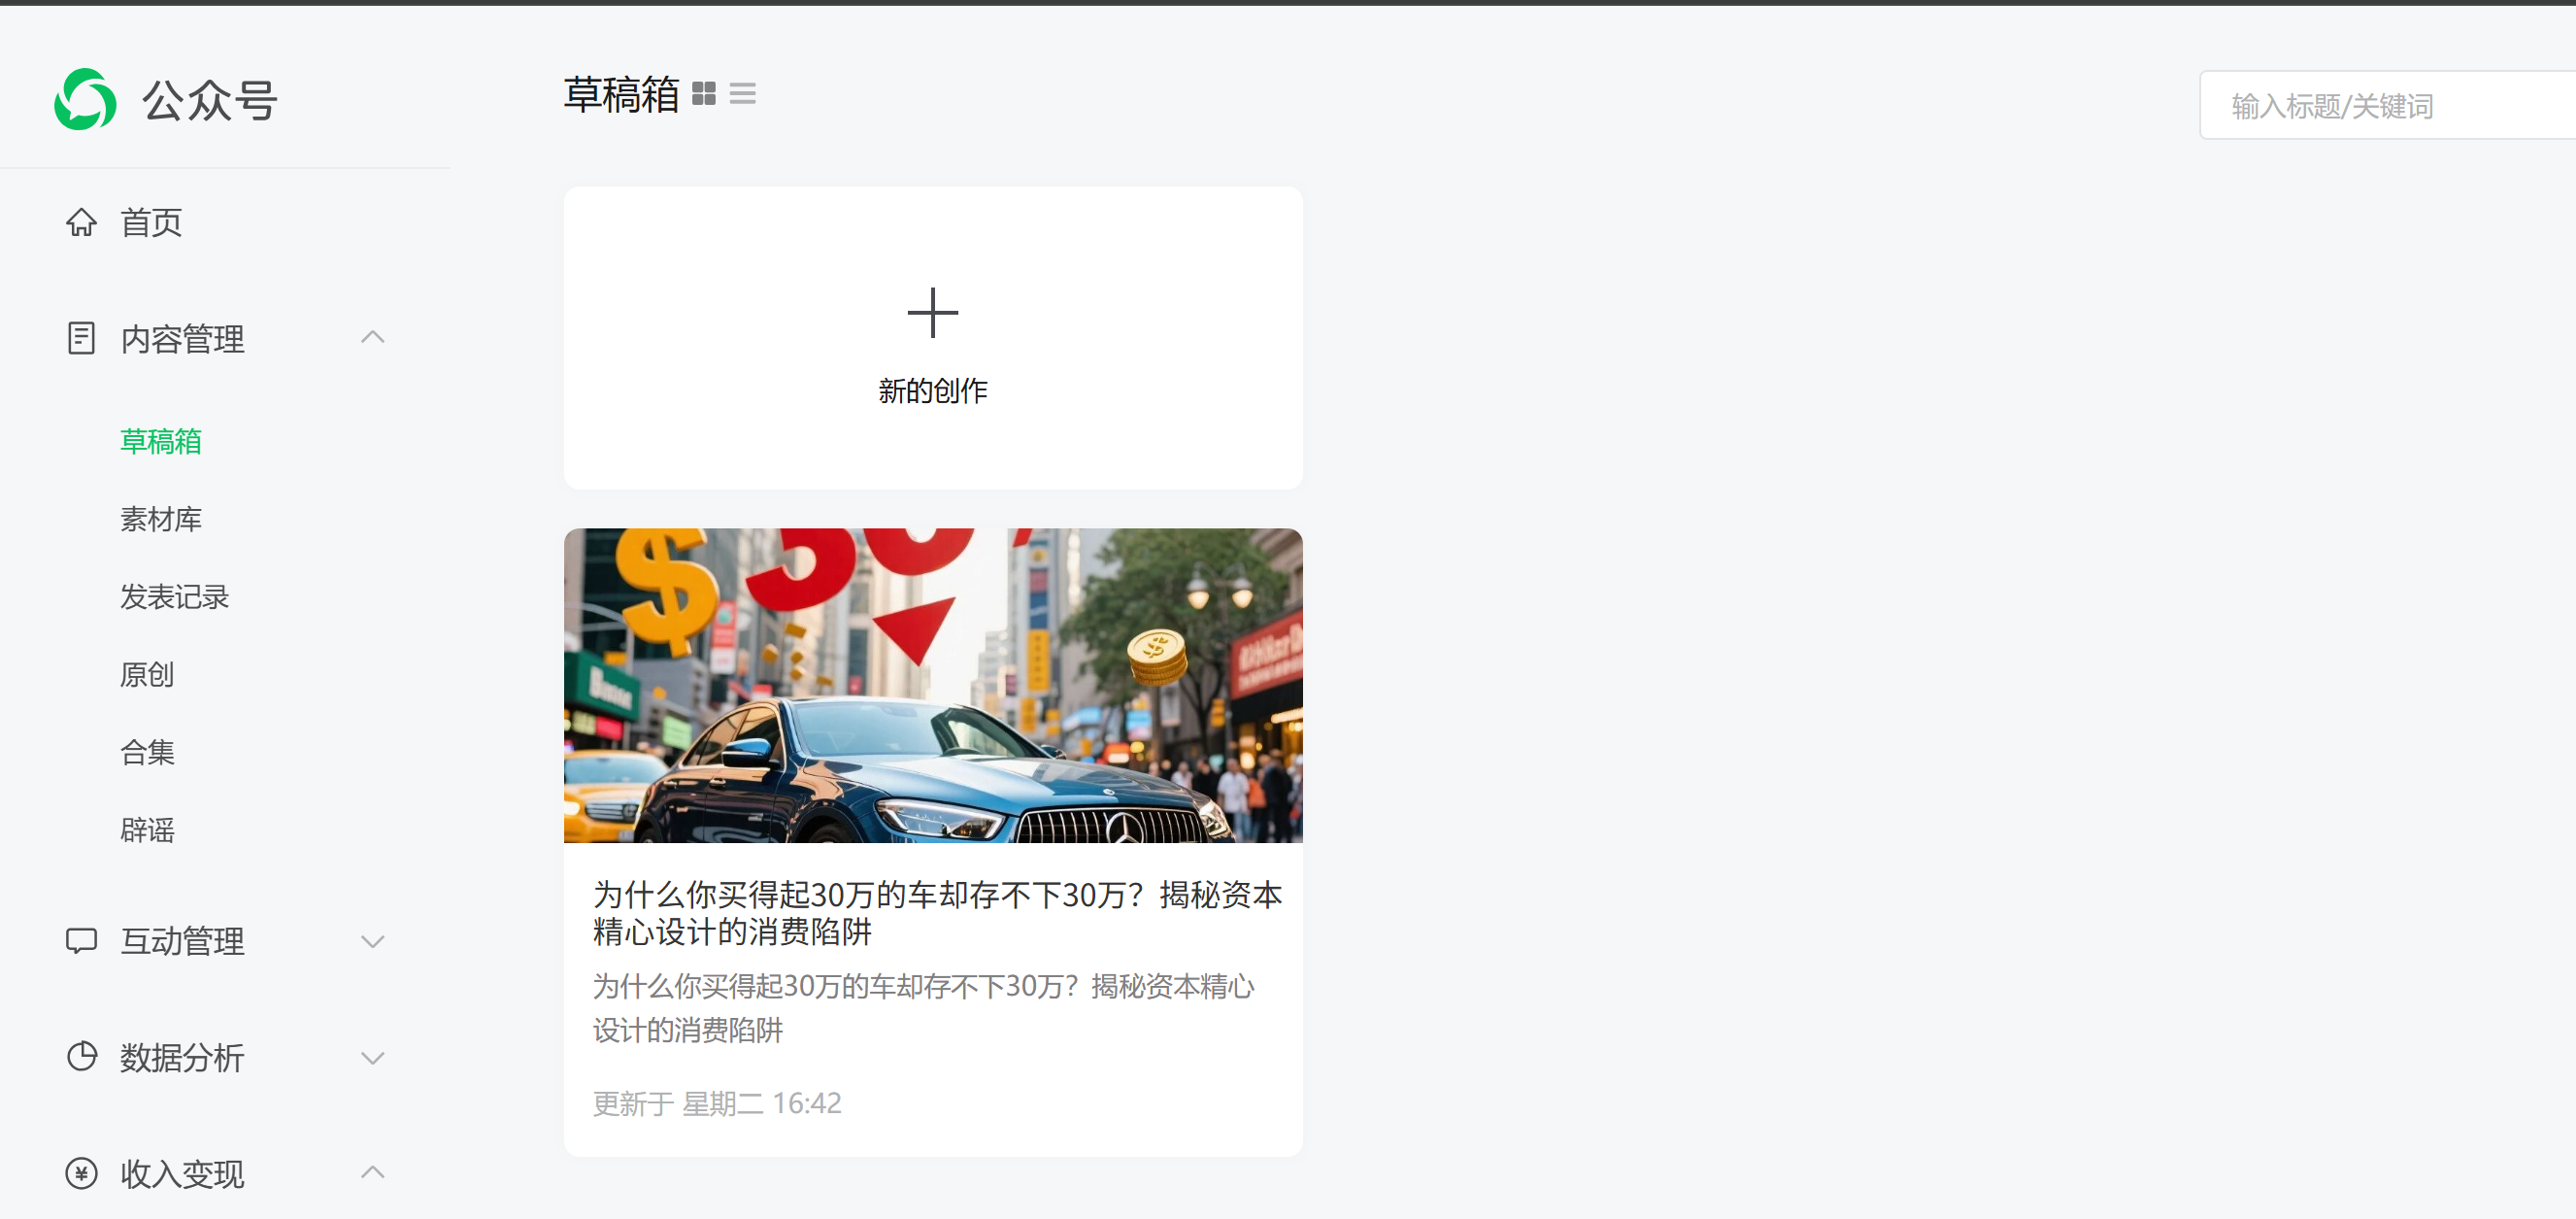 公众号
草稿箱
输入标题/关键词
首页
内容管理
草稿箱
素材库
发表记录
原创
合集
辟谣
互动管理
数据分析
收入变现
新的创作
$
为什么你买得起30万的车却存不下30万？揭秘资本
精心设计的消费陷阱
为什么你买得起30万的车却存不下30万？揭秘资本精心
设计的消费陷阱
更新于 星期二 16:42